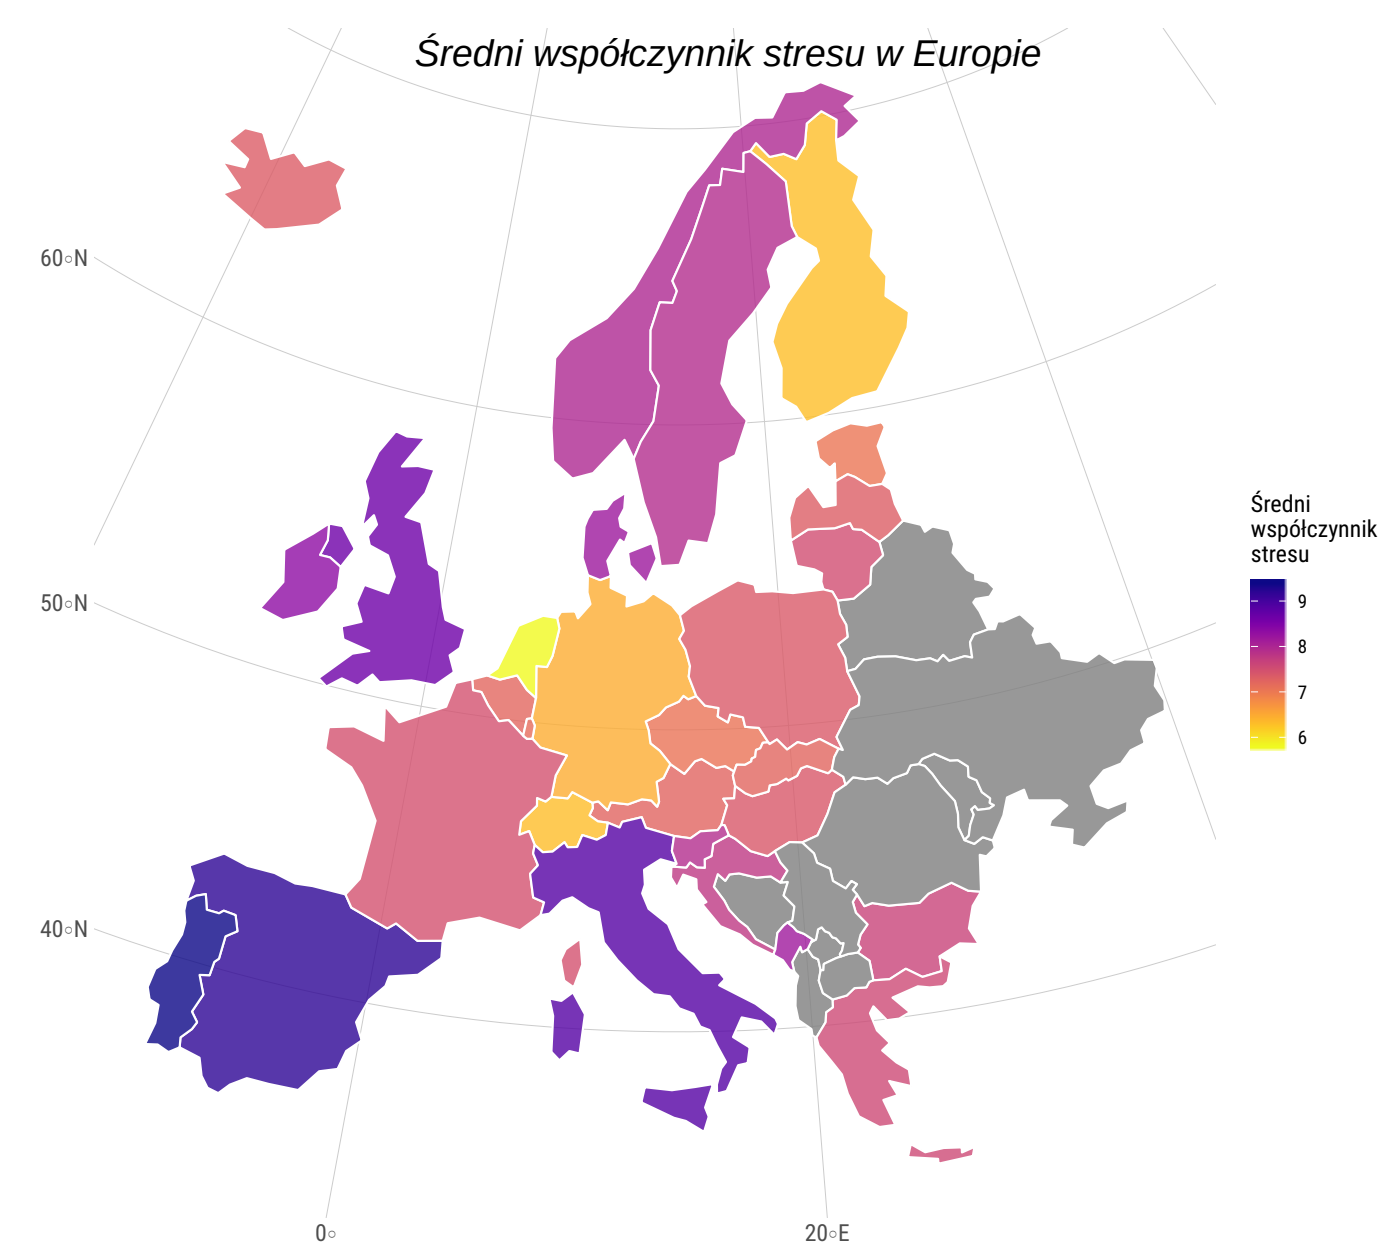 Średni współczynnik stresu w Europie
60◦N
50◦N
40◦N
0◦
20◦E
Średni
współczynnik
stresu
9
8
7
6